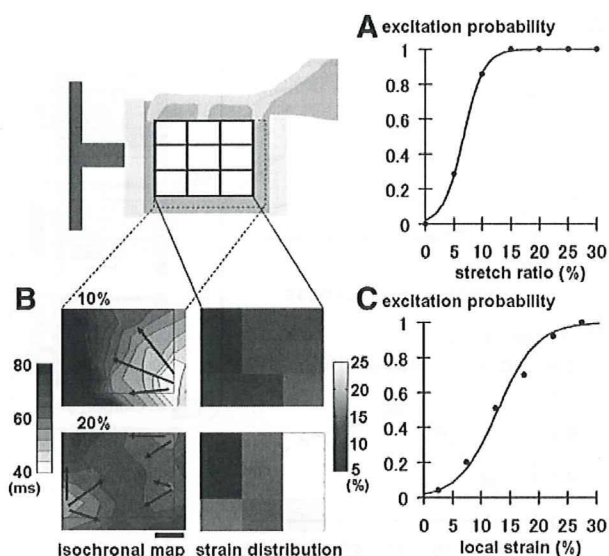 A excitation probability
1
0.8
0.6
0.4
0.2
0
0 5 10 15 20 25 30
stretch ratio (%)
B
10%
80
60
40
(ms)
20%
25
20
15
10
5
(%)
isochronal map strain distribution
C excitation probability
1
0.8
0.6
0.4
0.2
0
0 5 10 15 20 25 30
local strain (%)